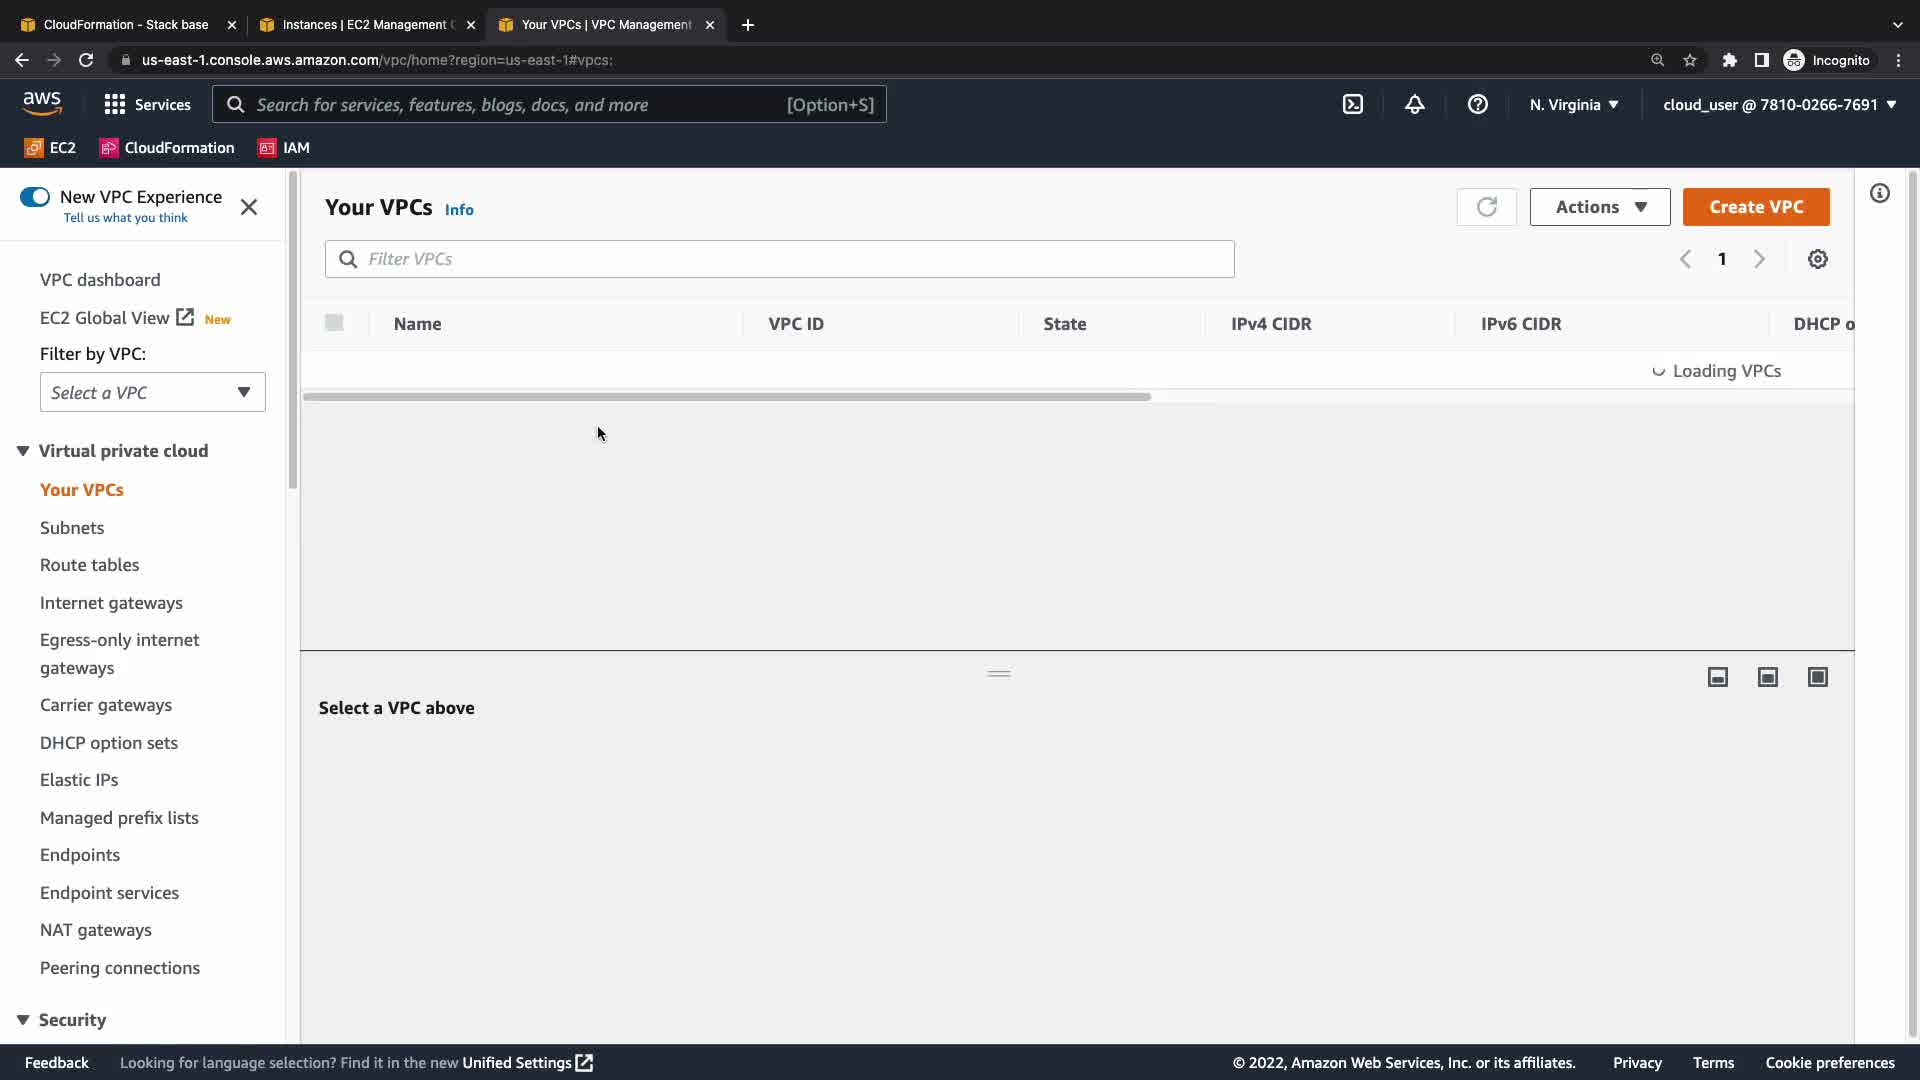 CloudFormation - Stack base
Instances | EC2 Management
Your VPCs | VPC Management
us-east-1.console.aws.amazon.com/vpc/home?region=us-east-1#vpcs:
Incognito
aws
Services
Search for services, features, blogs, docs, and more
[Option+S]
N. Virginia
cloud_user @ 7810-0266-7691
EC2
CloudFormation
IAM
New VPC Experience
Tell us what you think
VPC dashboard
EC2 Global View
New
Filter by VPC:
Select a VPC
Virtual private cloud
Your VPCs
Subnets
Route tables
Internet gateways
Egress-only internet
gateways
Carrier gateways
DHCP option sets
Elastic IPs
Managed prefix lists
Endpoints
Endpoint services
NAT gateways
Peering connections
Security
Your VPCs
Info
Actions
Create VPC
Filter VPCs
1
Name
VPC ID
State
IPv4 CIDR
IPv6 CIDR
DHCP o
Loading VPCs
Select a VPC above
Feedback
Looking for language selection? Find it in the new Unified Settings
© 2022, Amazon Web Services, Inc. or its affiliates.
Privacy
Terms
Cookie preferences